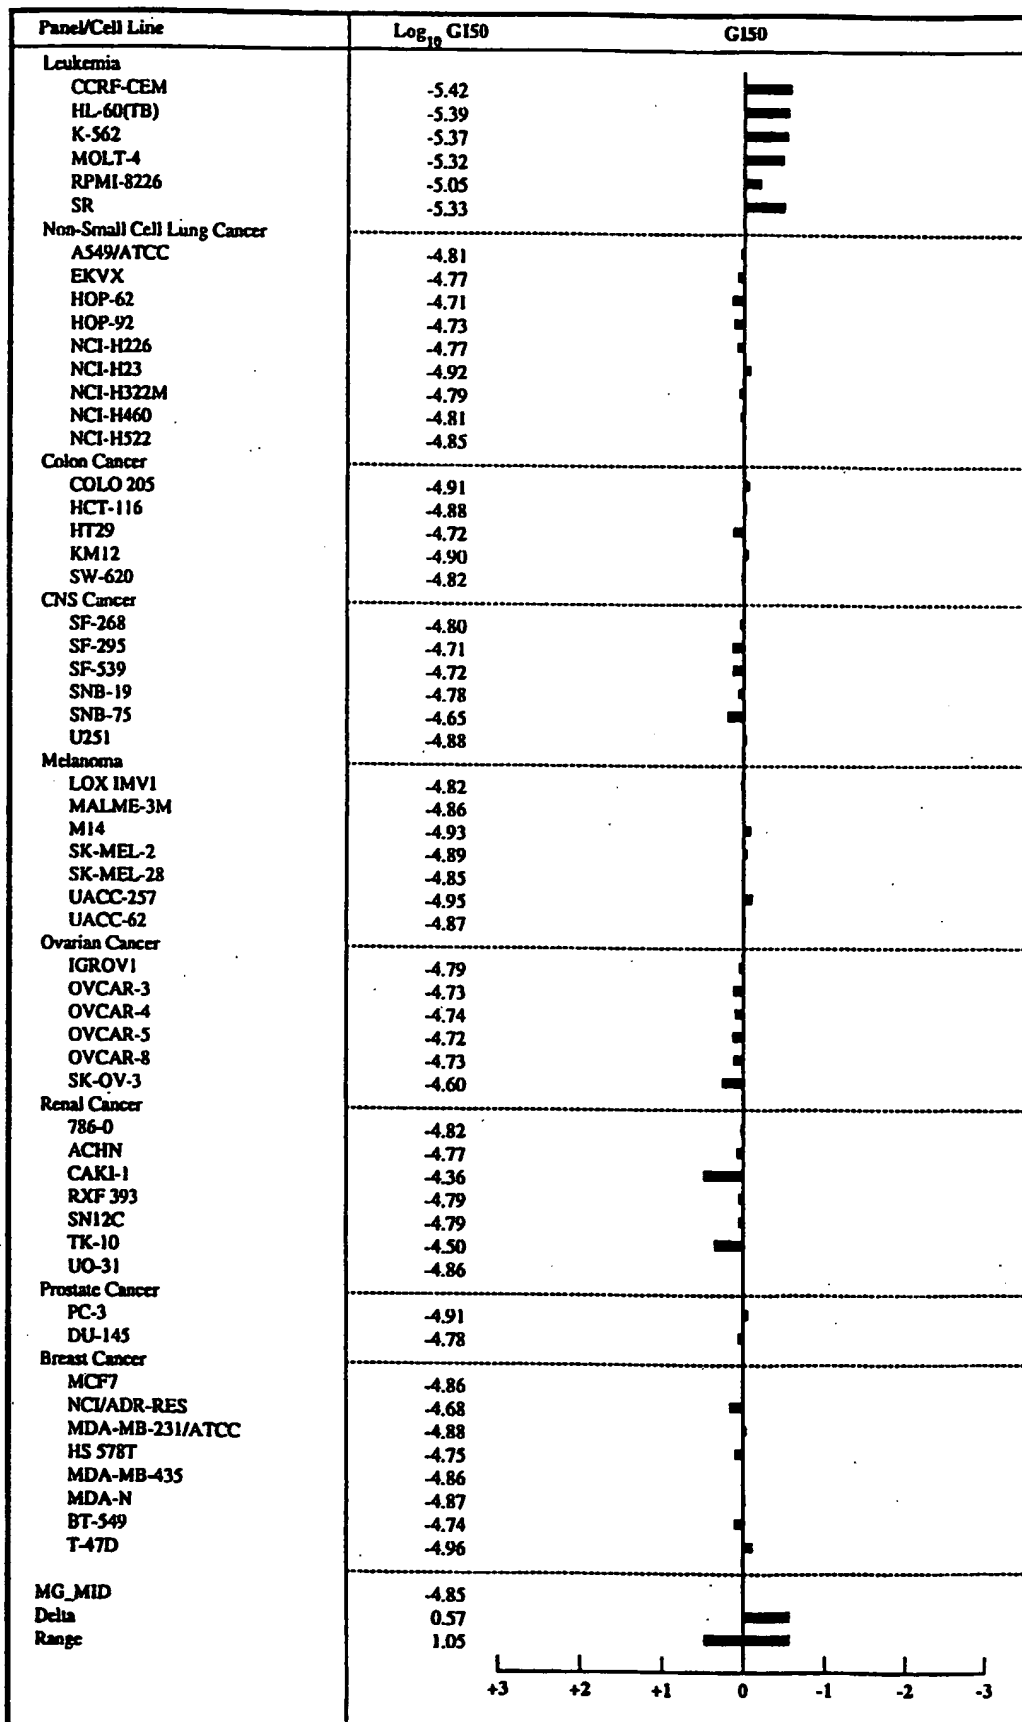 Panel/Cell Line Log10 GI50 GI50
Leukemia
CCRF-CEM -5.42
HL-60(TB) -5.39
K-562 -5.37
MOLT-4 -5.32
RPMI-8226 -5.05
SR -5.33
Non-Small Cell Lung Cancer
A549/ATCC -4.81
EKVX -4.77
HOP-62 -4.71
HOP-92 -4.73
NCI-H226 -4.77
NCI-H23 -4.92
NCI-H322M -4.79
NCI-H460 -4.81
NCI-H522 -4.85
Colon Cancer
COLO 205 -4.91
HCT-116 -4.88
HT29 -4.72
KM12 -4.90
SW-620 -4.82
CNS Cancer
SF-268 -4.80
SF-295 -4.71
SF-539 -4.72
SNB-19 -4.78
SNB-75 -4.65
U251 -4.88
Melanoma
LOX IMVI -4.82
MALME-3M -4.86
M14 -4.93
SK-MEL-2 -4.89
SK-MEL-28 -4.85
UACC-257 -4.95
UACC-62 -4.87
Ovarian Cancer
IGROV1 -4.79
OVCAR-3 -4.73
OVCAR-4 -4.74
OVCAR-5 -4.72
OVCAR-8 -4.73
SK-OV-3 -4.60
Renal Cancer
786-0 -4.82
ACHN -4.77
CAKI-1 -4.36
RXF 393 -4.79
SN12C -4.79
TK-10 -4.50
UO-31 -4.86
Prostate Cancer
PC-3 -4.91
DU-145 -4.78
Breast Cancer
MCF7 -4.86
NCI/ADR-RES -4.68
MDA-MB-231/ATCC -4.88
HS 578T -4.75
MDA-MB-435 -4.86
MDA-N -4.87
BT-549 -4.74
T-47D -4.96
MG_MID -4.85
Delta 0.57
Range 1.05
+3 +2 +1 0 -1 -2 -3